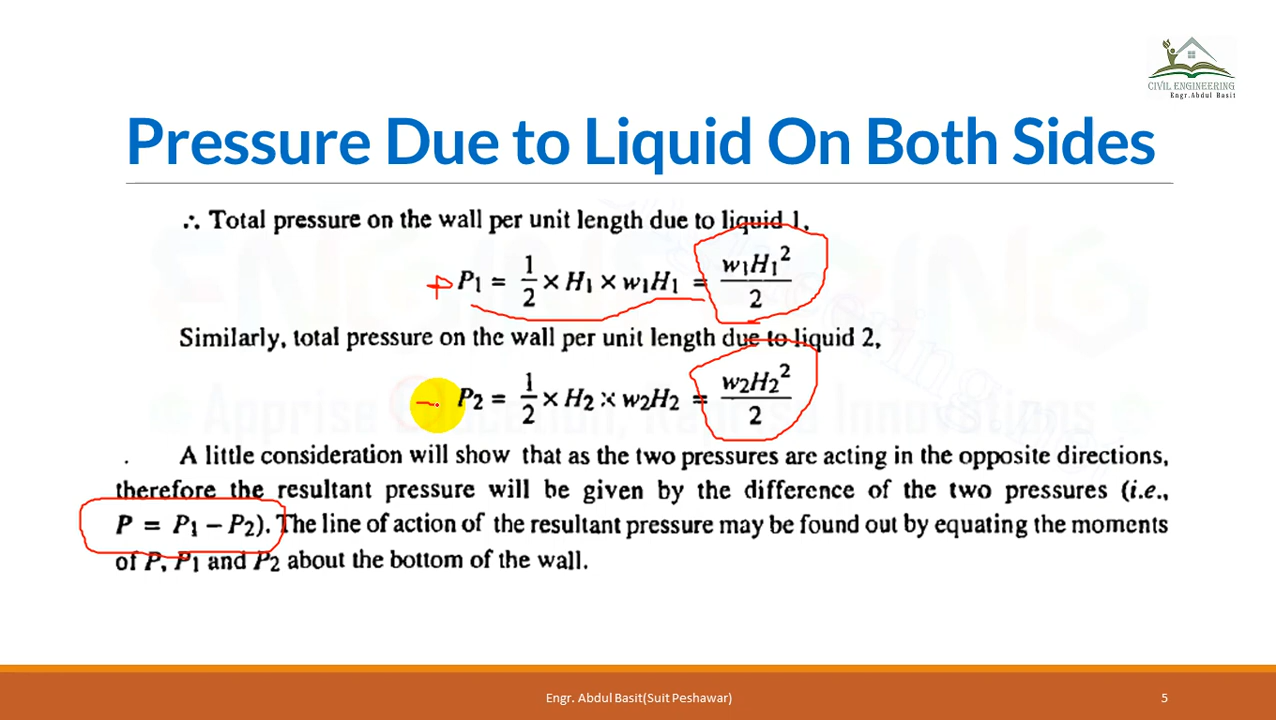 CIVIL ENGINEERING
Engr.Abdul Basit
Pressure Due to Liquid On Both Sides
∴ Total pressure on the wall per unit length due to liquid 1,
+ P₁ = 1/2 × H₁ × w₁H₁ = w₁H₁²/2
Similarly, total pressure on the wall per unit length due to liquid 2,
− P₂ = 1/2 × H₂ × w₂H₂ = w₂H₂²/2
A little consideration will show that as the two pressures are acting in the opposite directions,
therefore the resultant pressure will be given by the difference of the two pressures (i.e.,
P = P₁ − P₂). The line of action of the resultant pressure may be found out by equating the moments
of P, P₁ and P₂ about the bottom of the wall.
Apprise Education, Reprise Innovations
Engr. Abdul Basit(Suit Peshawar)
5